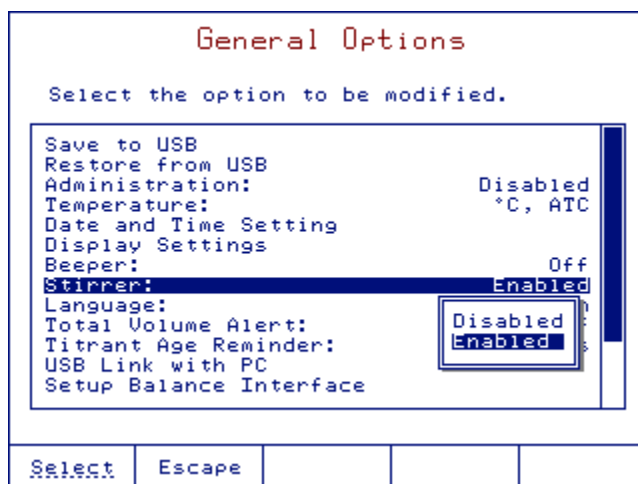 General Options
Select the option to be modified.
Save to USB
Restore from USB
Administration: Disabled
Temperature: °C, ATC
Date and Time Setting
Display Settings
Beeper: Off
Stirrer: Enabled
Language:
Total Volume Alert:
Titrant Age Reminder:
USB Link with PC
Setup Balance Interface
Disabled
Enabled
Select Escape